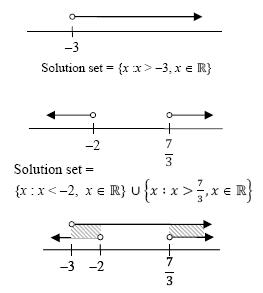 –3
Solution set = {x :x > –3, x ϵ ℝ}
–2 7/3
Solution set =
{x : x < –2, x ϵ ℝ} ∪ {x : x > 7/3, x ϵ ℝ}
–3 –2 7/3